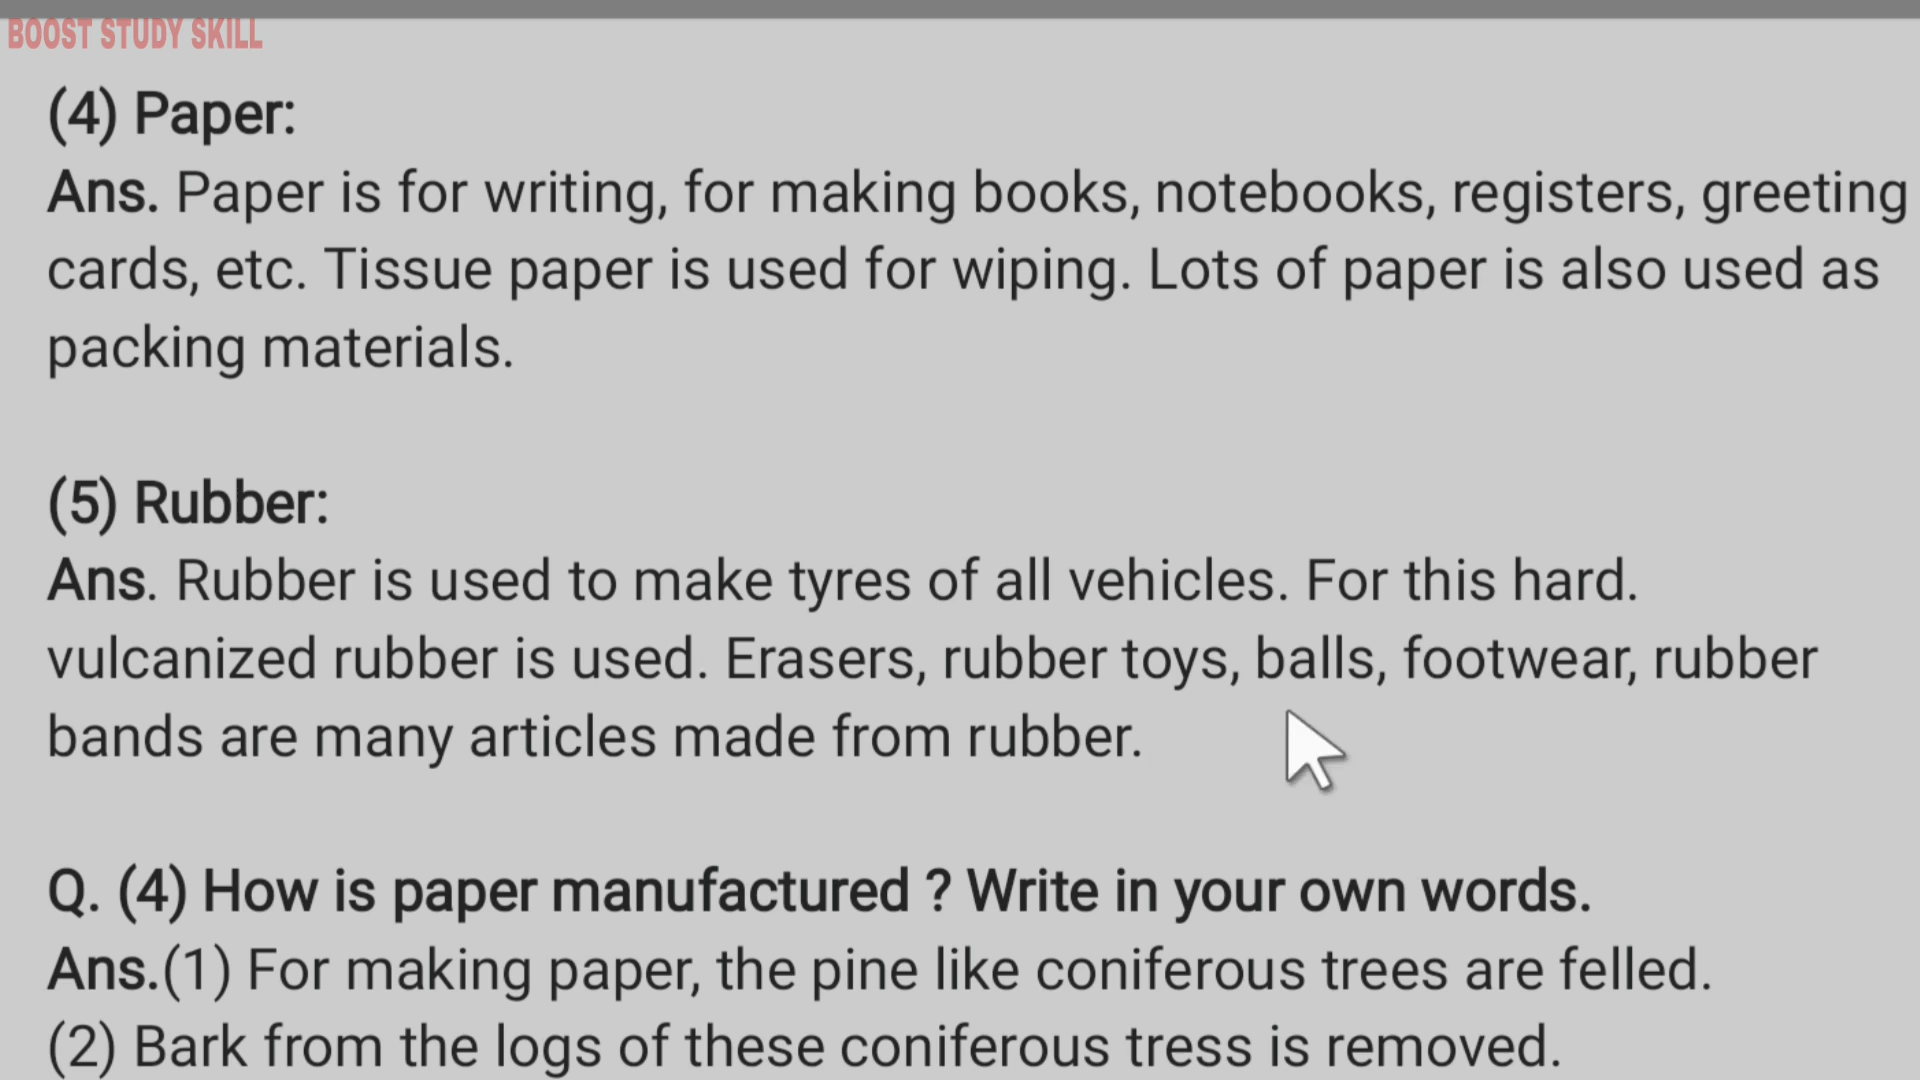 BOOST STUDY SKILL
(4) Paper:
Ans. Paper is for writing, for making books, notebooks, registers, greeting
cards, etc. Tissue paper is used for wiping. Lots of paper is also used as
packing materials.
(5) Rubber:
Ans. Rubber is used to make tyres of all vehicles. For this hard.
vulcanized rubber is used. Erasers, rubber toys, balls, footwear, rubber
bands are many articles made from rubber.
Q. (4) How is paper manufactured ? Write in your own words.
Ans.(1) For making paper, the pine like coniferous trees are felled.
(2) Bark from the logs of these coniferous tress is removed.